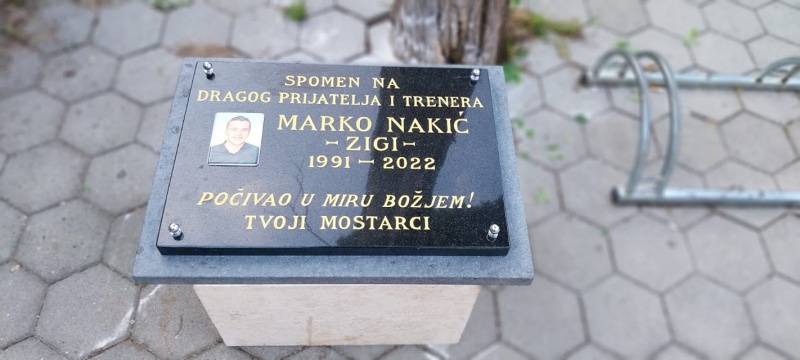 SPOMEN NA
DRAGOG PRIJATELJA I TRENERA
MARKO NAKIĆ
- ZIGI -
1991 - 2022
POČIVAO U MIRU BOŽJEM!
TVOJI MOSTARCI